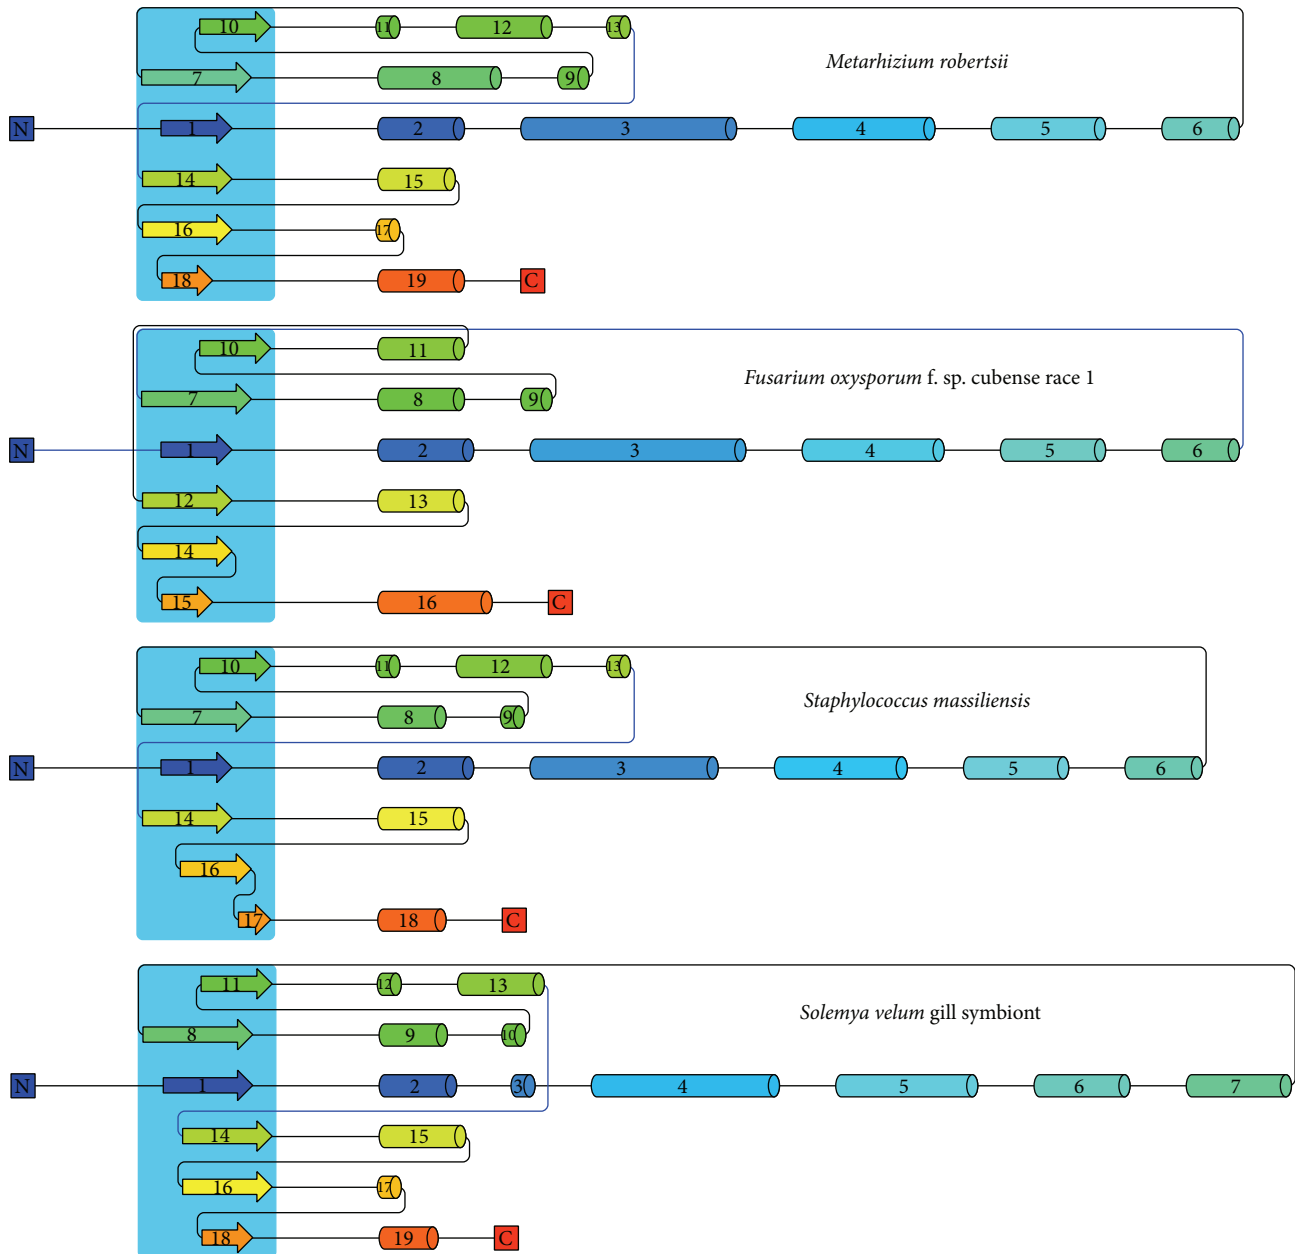 10 11 12 13
Metarhizium robertsii
7 8 9
N 1 2 3 4 5 6
14 15
16 17
18 19 C
10 11
Fusarium oxysporum f. sp. cubense race 1
7 8 9
N 1 2 3 4 5 6
12 13
14
15 16 C
10 11 12 13
Staphylococcus massiliensis
7 8 9
N 1 2 3 4 5 6
14 15
16
17 18 C
11 12 13
Solemya velum gill symbiont
8 9 10
N 1 2 3 4 5 6 7
14 15
16 17
18 19 C